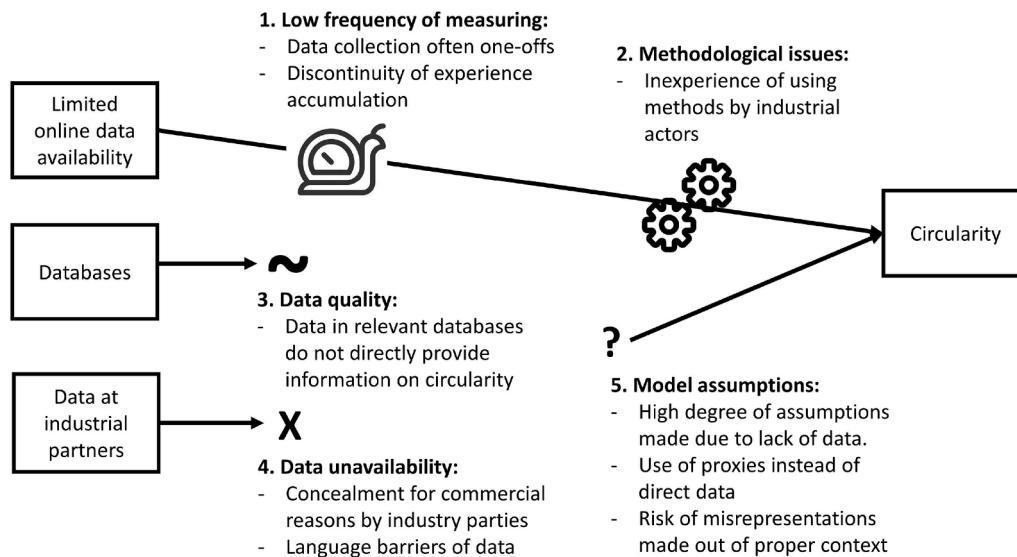 1. Low frequency of measuring:
- Data collection often one-offs
- Discontinuity of experience
accumulation
2. Methodological issues:
- Inexperience of using
methods by industrial
actors
Limited
online data
availability
Circularity
Databases
~
3. Data quality:
- Data in relevant databases
do not directly provide
information on circularity
?
Data at
industrial
partners
X
4. Data unavailability:
- Concealment for commercial
reasons by industry parties
- Language barriers of data
5. Model assumptions:
- High degree of assumptions
made due to lack of data.
- Use of proxies instead of
direct data
- Risk of misrepresentations
made out of proper context